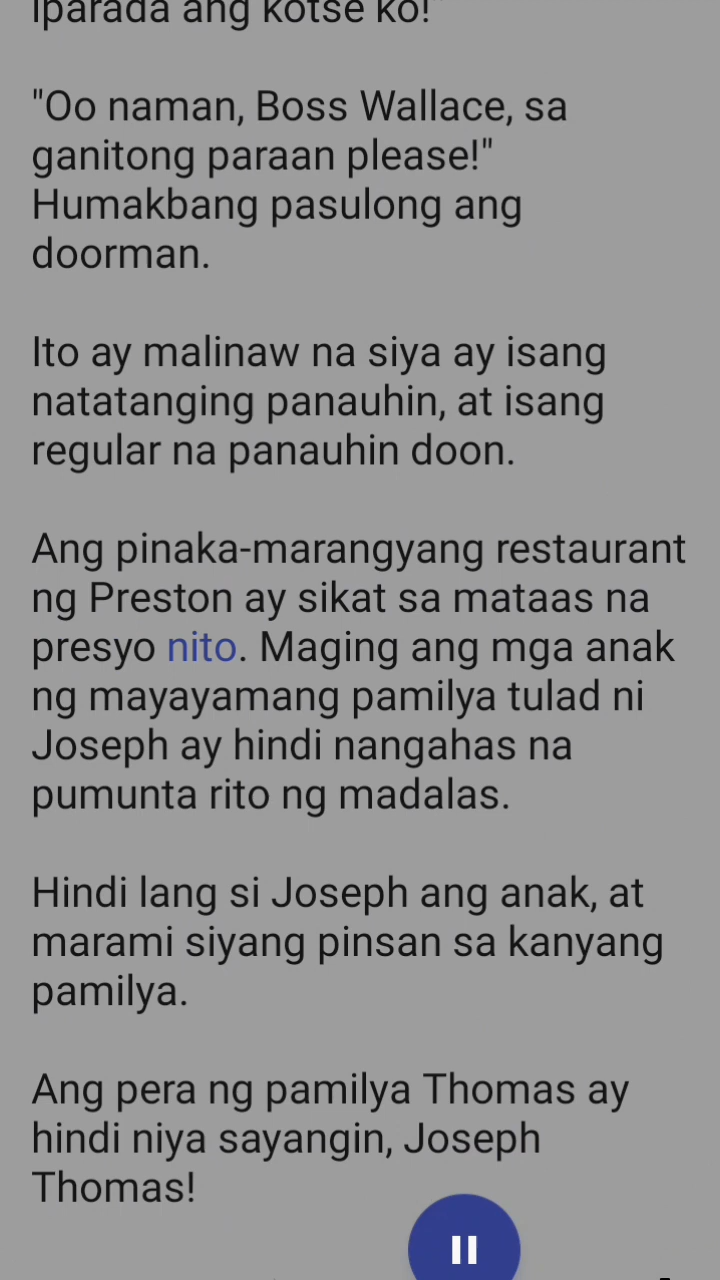 iparada ang kotse ko!"
"Oo naman, Boss Wallace, sa
ganitong paraan please!"
Humakbang pasulong ang
doorman.
Ito ay malinaw na siya ay isang
natatanging panauhin, at isang
regular na panauhin doon.
Ang pinaka-marangyang restaurant
ng Preston ay sikat sa mataas na
presyo nito. Maging ang mga anak
ng mayayamang pamilya tulad ni
Joseph ay hindi nangahas na
pumunta rito ng madalas.
Hindi lang si Joseph ang anak, at
marami siyang pinsan sa kanyang
pamilya.
Ang pera ng pamilya Thomas ay
hindi niya sayangin, Joseph
Thomas!